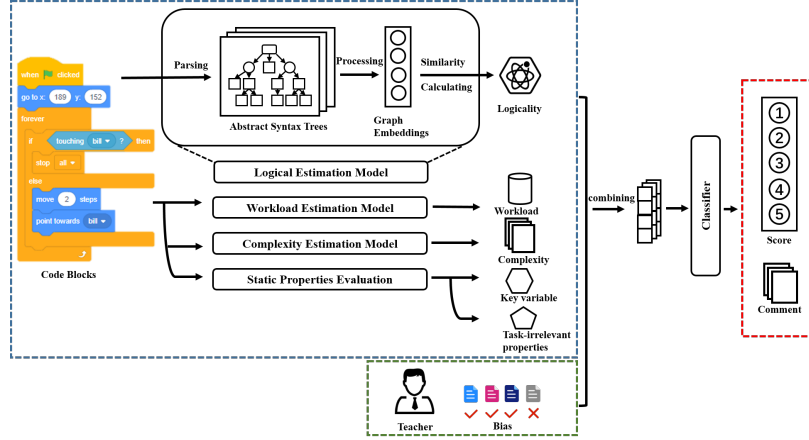 when clicked
go to x: 189 y: 152
forever
if touching bill ? then
stop all
else
move 2 steps
point towards bill
Code Blocks
Parsing
Abstract Syntax Trees
Processing
Graph
Embeddings
Similarity
Calculating
Logicality
Logical Estimation Model
Workload Estimation Model
Workload
Complexity Estimation Model
Complexity
Static Properties Evaluation
Key variable
Task-irrelevant
properties
Teacher
Bias
combining
Classifier
1
2
3
4
5
Score
Comment